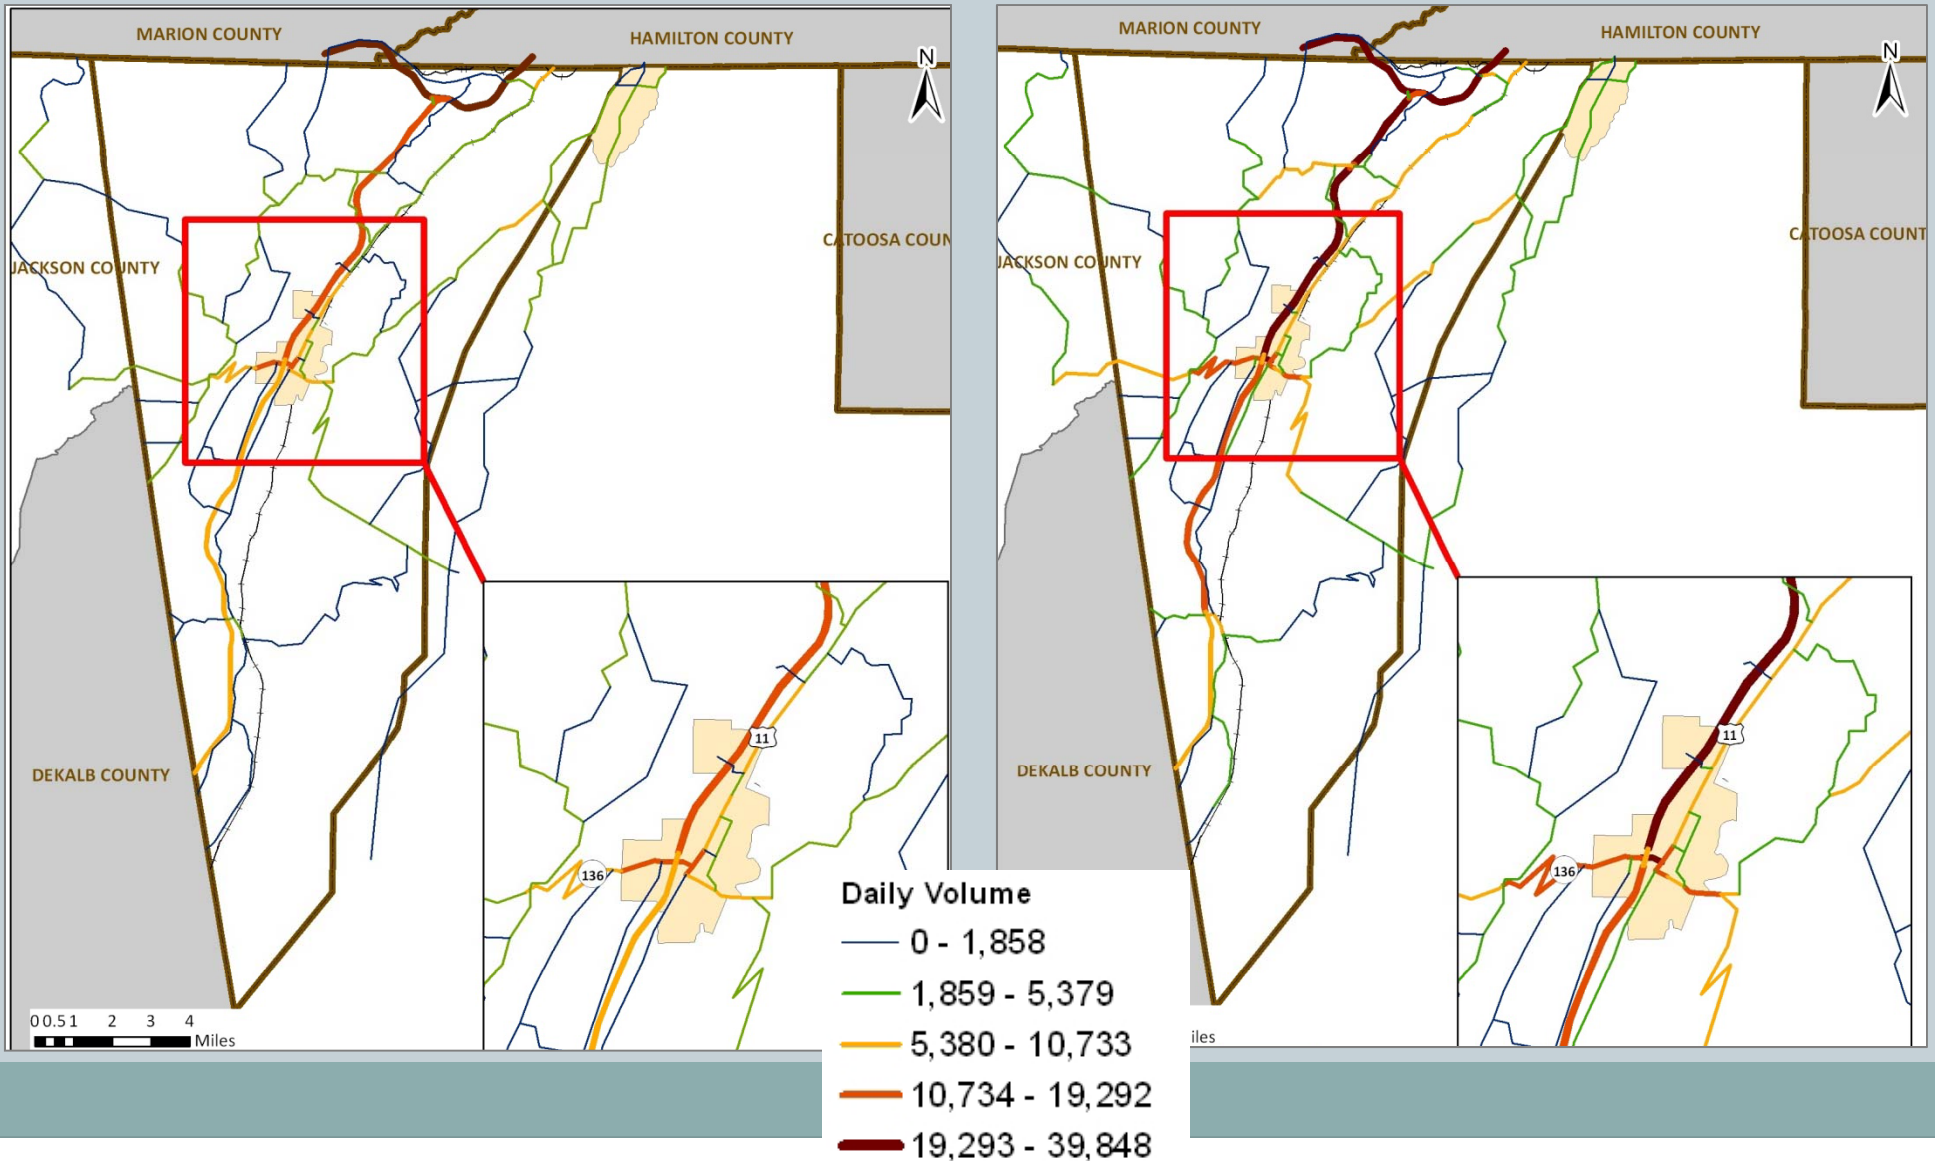 MARION COUNTY
HAMILTON COUNTY
N
JACKSON COUNTY
CATOOSA COUN
DEKALB COUNTY
11
136
0 0.5 1 2 3 4
Miles
MARION COUNTY
HAMILTON COUNTY
N
JACKSON COUNTY
CATOOSA COUNT
DEKALB COUNTY
11
136
iles
Daily Volume
0 - 1,858
1,859 - 5,379
5,380 - 10,733
10,734 - 19,292
19,293 - 39,848